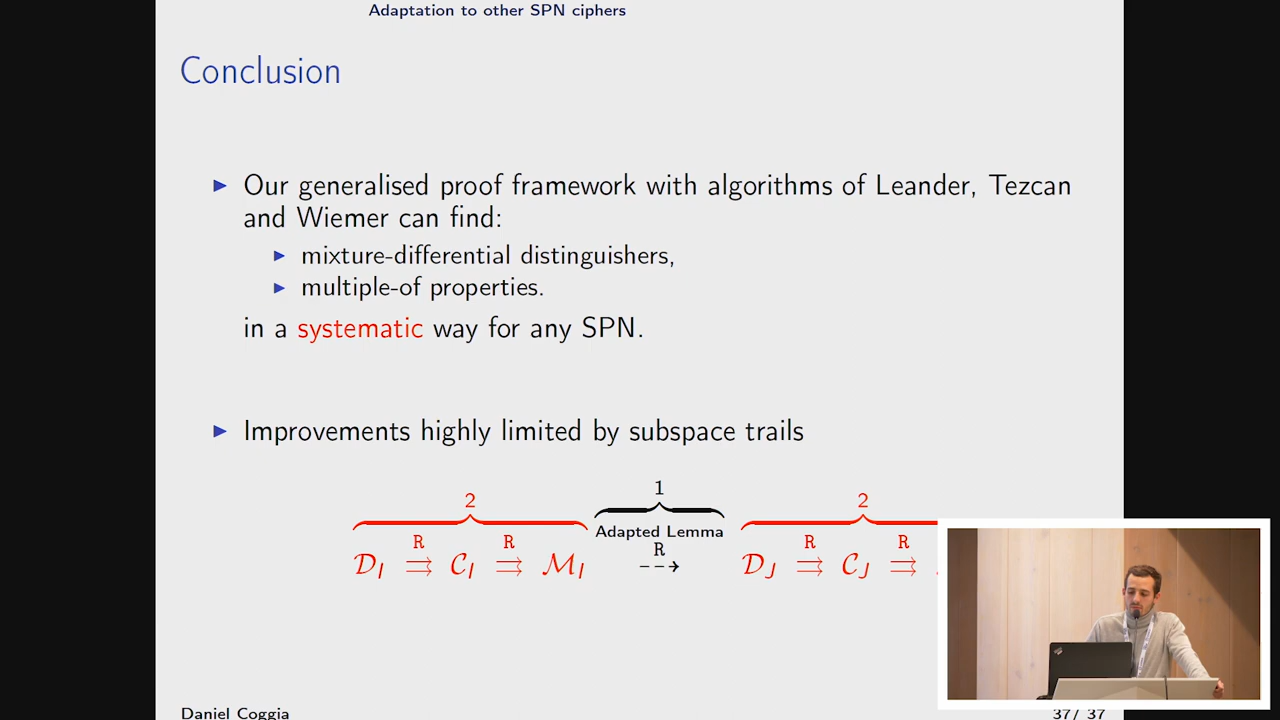 Adaptation to other SPN ciphers
Conclusion
▶ Our generalised proof framework with algorithms of Leander, Tezcan
and Wiemer can find:
▶ mixture-differential distinguishers,
▶ multiple-of properties.
in a systematic way for any SPN.
▶ Improvements highly limited by subspace trails
2 1 2
Adapted Lemma
R R R R R
𝒟_I ⇉ 𝒞_I ⇉ ℳ_I ⇢ 𝒟_J ⇉ 𝒞_J ⇉
Daniel Coggia 37/ 37